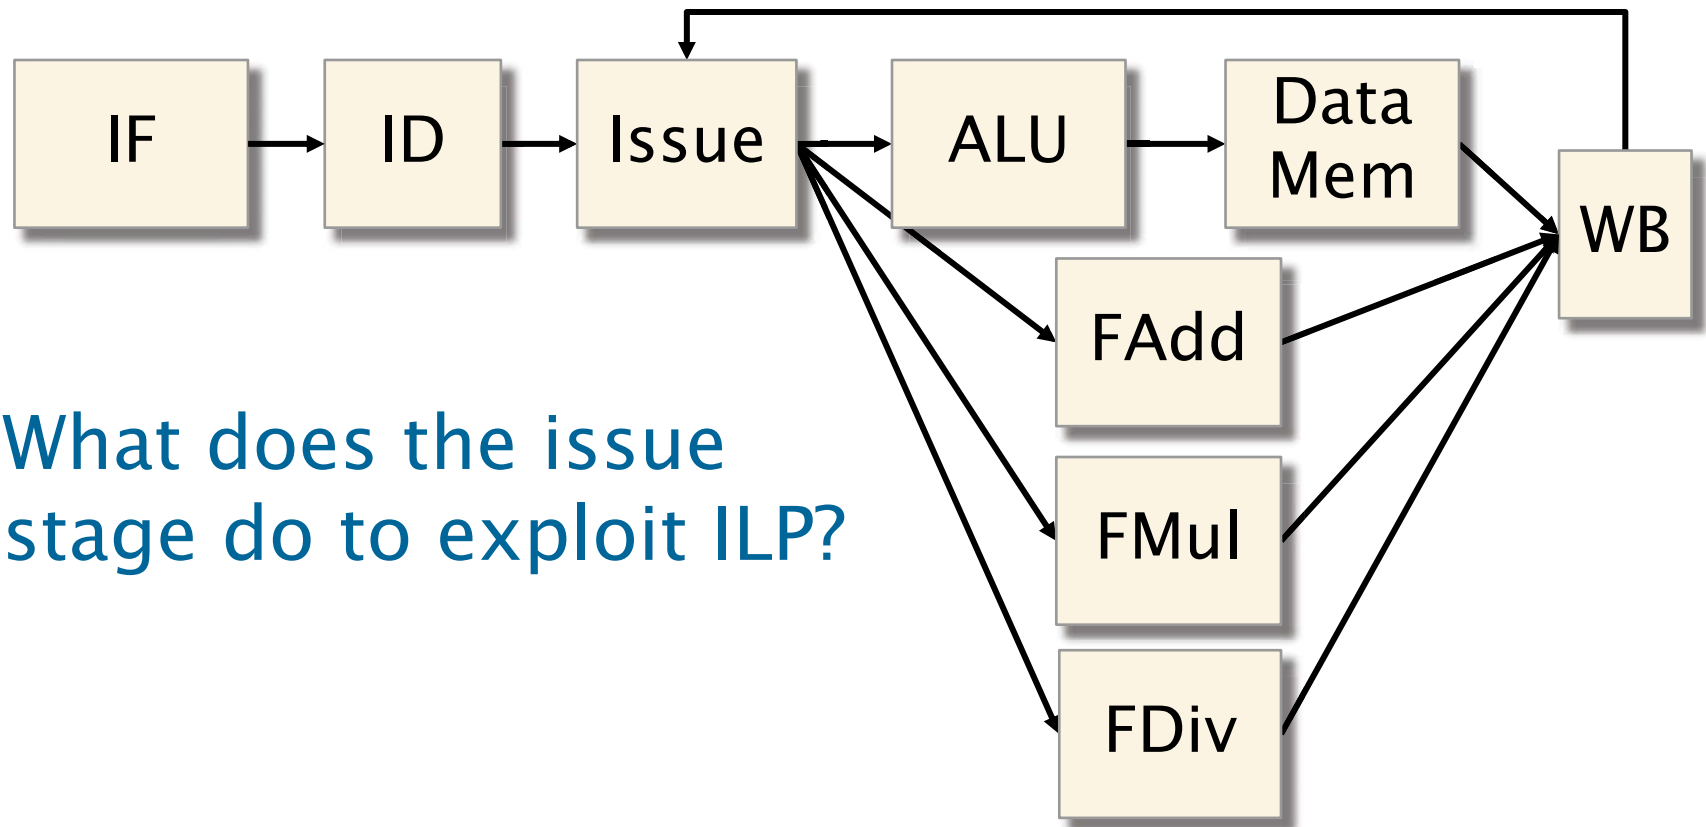 IF
ID
Issue
ALU
Data
Mem
WB
FAdd
FMul
FDiv
What does the issue
stage do to exploit ILP?